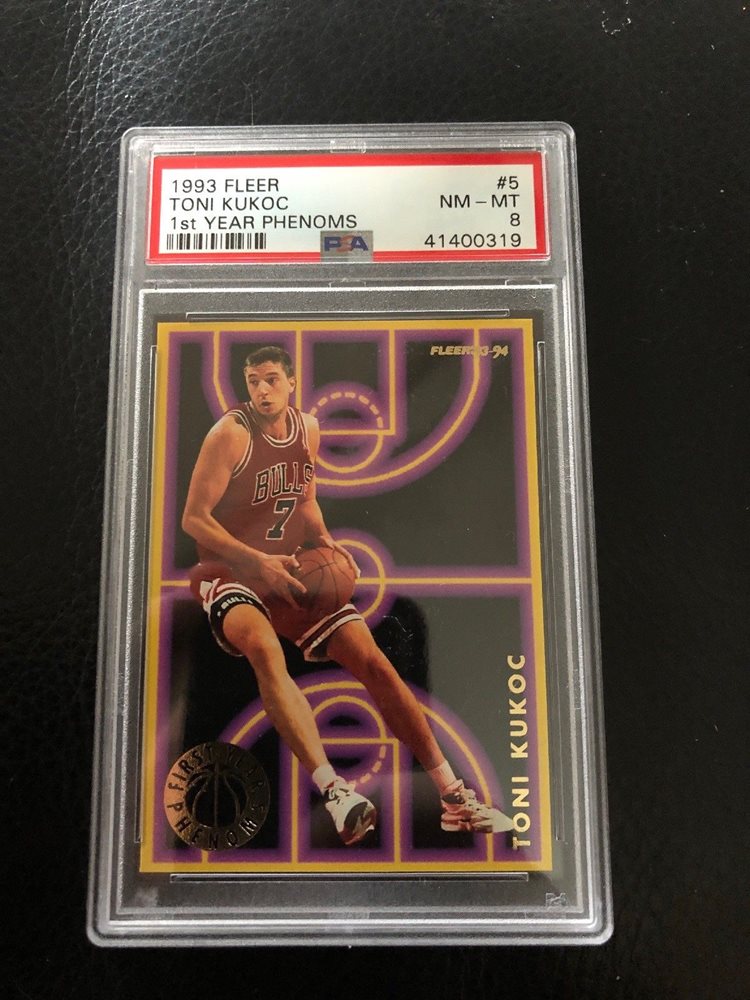 1993 FLEER #5
TONI KUKOC NM - MT
1st YEAR PHENOMS 8
PSA 41400319
FLEER 93-94
BULLS
7
BULLS
TONI KUKOC
FIRST YEAR
PHENOMS